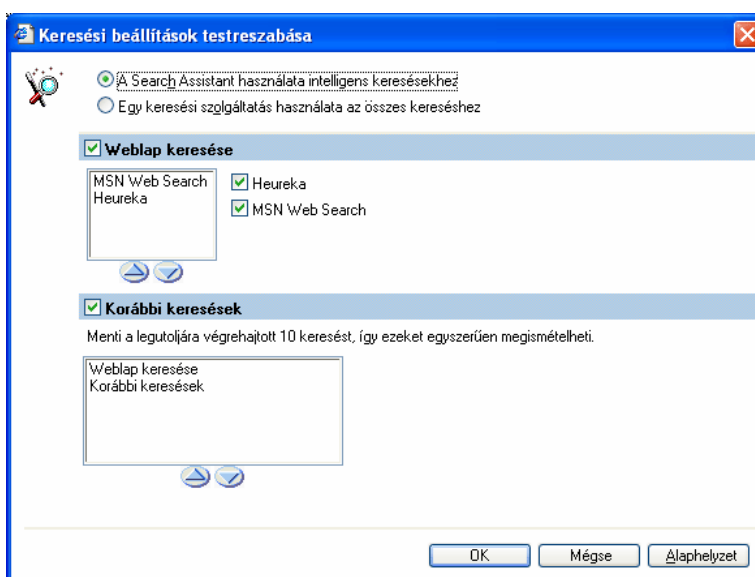 Keresési beállítások testreszabása
A Search Assistant használata intelligens keresésekhez
Egy keresési szolgáltatás használata az összes kereséshez
Weblap keresése
MSN Web Search
Heureka
Heureka
MSN Web Search
Korábbi keresések
Menti a legutoljára végrehajtott 10 keresést, így ezeket egyszerűen megismételheti.
Weblap keresése
Korábbi keresések
OK
Mégse
Alaphelyzet